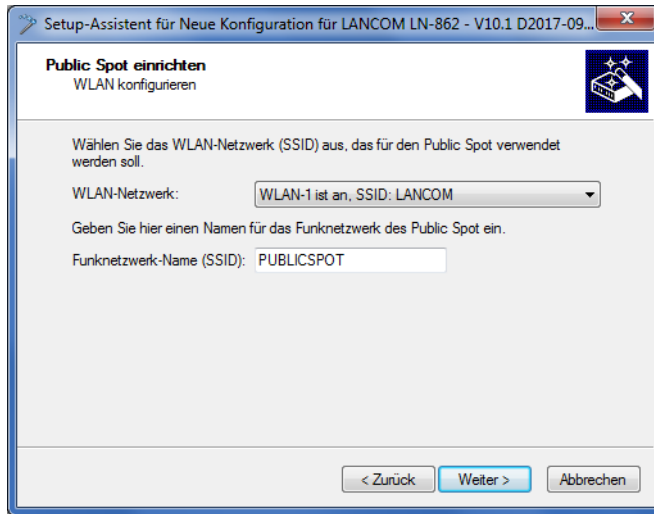 Setup-Assistent für Neue Konfiguration für LANCOM LN-862 - V10.1 D2017-09...
Public Spot einrichten
WLAN konfigurieren
Wählen Sie das WLAN-Netzwerk (SSID) aus, das für den Public Spot verwendet
werden soll.
WLAN-Netzwerk: WLAN-1 ist an, SSID: LANCOM
Geben Sie hier einen Namen für das Funknetzwerk des Public Spot ein.
Funknetzwerk-Name (SSID): PUBLICSPOT
< Zurück Weiter > Abbrechen